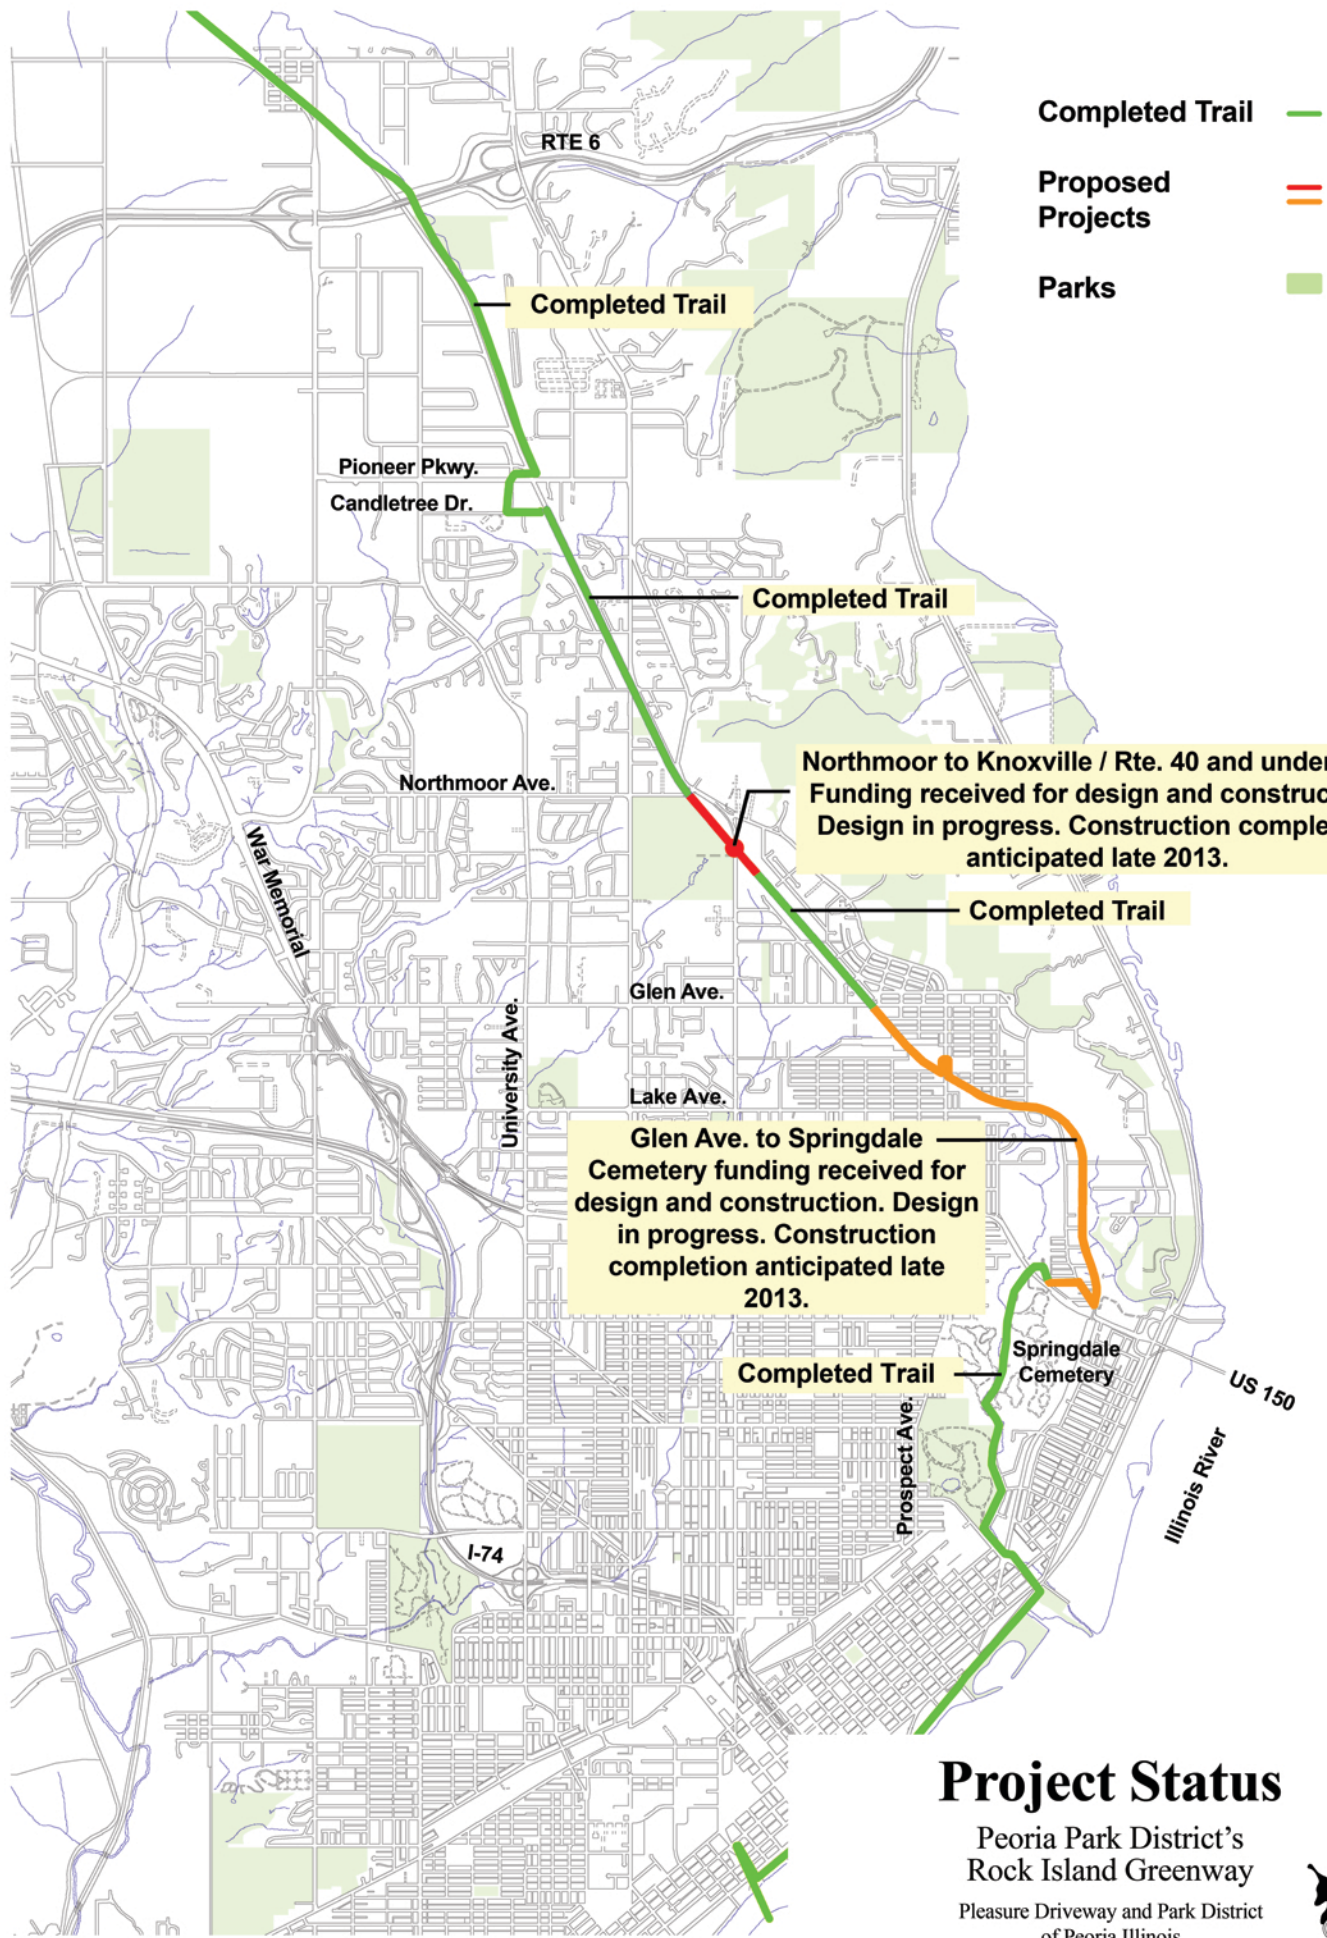 Completed Trail
Proposed
Projects
Parks
RTE 6
Completed Trail
Pioneer Pkwy.
Candletree Dr.
Completed Trail
Northmoor to Knoxville / Rte. 40 and under
Funding received for design and construc
Design in progress. Construction comple
anticipated late 2013.
Northmoor Ave.
War Memorial
Completed Trail
Glen Ave.
University Ave.
Lake Ave.
Glen Ave. to Springdale
Cemetery funding received for
design and construction. Design
in progress. Construction
completion anticipated late
2013.
Springdale
Cemetery
Completed Trail
US 150
Prospect Ave.
Illinois River
I-74
Project Status
Peoria Park District's
Rock Island Greenway
Pleasure Driveway and Park District
of Peoria Illinois